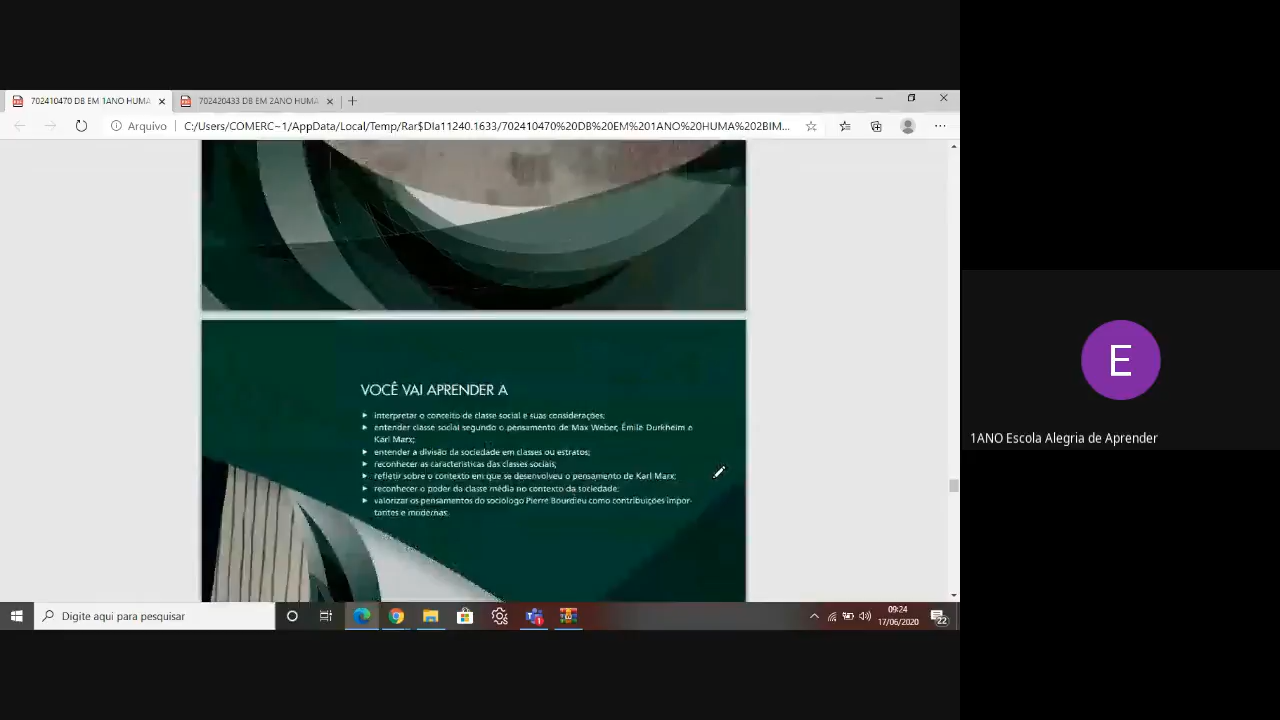 702410470 DB EM 1ANO HUMA
702420433 DB EM 2ANO HUMA
Arquivo
C:/Users/COMERC~1/AppData/Local/Temp/Rar$DIa11240.1633/702410470%20DB%20EM%201ANO%20HUMA%202BIM...
VOCÊ VAI APRENDER A
interpretar o conceito de classe social e suas considerações;
entender classe social segundo o pensamento de Max Weber, Émile Durkheim e
Karl Marx;
entender a divisão da sociedade em classes ou estratos;
reconhecer as características das classes sociais;
refletir sobre o contexto em que se desenvolveu o pensamento de Karl Marx;
reconhecer o poder da classe média no contexto da sociedade;
valorizar os pensamentos do sociólogo Pierre Bourdieu como contribuições impor-
tantes e modernas.
E
1ANO Escola Alegria de Aprender
Digite aqui para pesquisar
1
09:24
17/06/2020
22